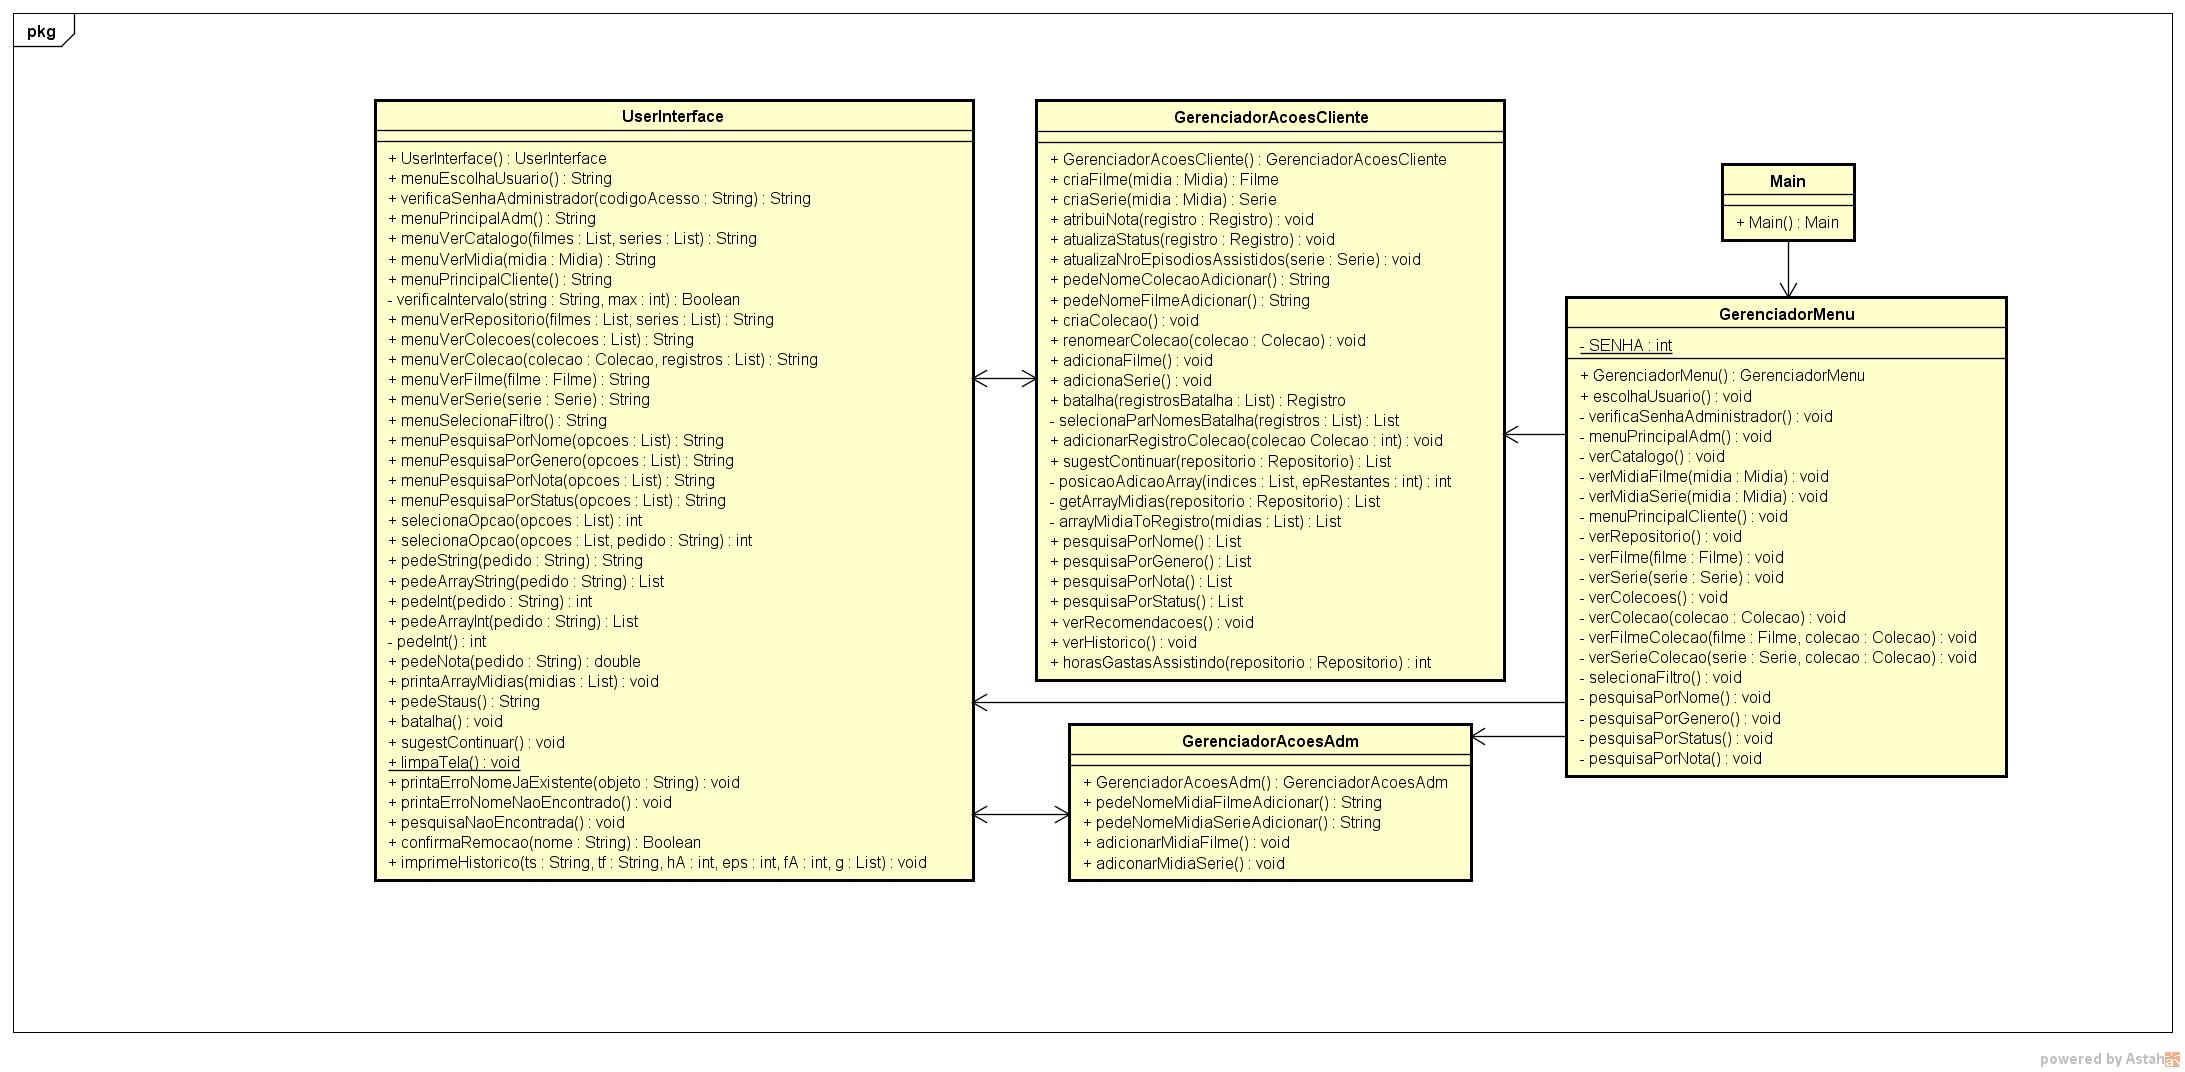 pkg
UserInterface
+ UserInterface() : UserInterface
+ menuEscolhaUsuario() : String
+ verificaSenhaAdministrador(codigoAcesso : String) : String
+ menuPrincipalAdm() : String
+ menuVerCatalogo(filmes : List, series : List) : String
+ menuVerMidia(midia : Midia) : String
+ menuPrincipalCliente() : String
- verificaIntervalo(string : String, max : int) : Boolean
+ menuVerRepositorio(filmes : List, series : List) : String
+ menuVerColecoes(colecoes : List) : String
+ menuVerColecao(colecao : Colecao, registros : List) : String
+ menuVerFilme(filme : Filme) : String
+ menuVerSerie(serie : Serie) : String
+ menuSelecionaFiltro() : String
+ menuPesquisaPorNome(opcoes : List) : String
+ menuPesquisaPorGenero(opcoes : List) : String
+ menuPesquisaPorNota(opcoes : List) : String
+ menuPesquisaPorStatus(opcoes : List) : String
+ selecionaOpcao(opcoes : List) : int
+ selecionaOpcao(opcoes : List, pedido : String) : int
+ pedeString(pedido : String) : String
+ pedeArrayString(pedido : String) : List
+ pedeInt(pedido : String) : int
+ pedeArrayInt(pedido : String) : List
- pedeInt() : int
+ pedeNota(pedido : String) : double
+ printaArrayMidias(midias : List) : void
+ pedeStaus() : String
+ batalha() : void
+ sugestContinuar() : void
+ limpaTela() : void
+ printaErroNomeJaExistente(objeto : String) : void
+ printaErroNomeNaoEncontrado() : void
+ pesquisaNaoEncontrada() : void
+ confirmaRemocao(nome : String) : Boolean
+ imprimeHistorico(ts : String, tf : String, hA : int, eps : int, fA : int, g : List) : void
GerenciadorAcoesCliente
+ GerenciadorAcoesCliente() : GerenciadorAcoesCliente
+ criaFilme(midia : Midia) : Filme
+ criaSerie(midia : Midia) : Serie
+ atribuiNota(registro : Registro) : void
+ atualizaStatus(registro : Registro) : void
+ atualizaNroEpisodiosAssistidos(serie : Serie) : void
+ pedeNomeColecaoAdicionar() : String
+ pedeNomeFilmeAdicionar() : String
+ criaColecao() : void
+ renomearColecao(colecao : Colecao) : void
+ adicionaFilme() : void
+ adicionaSerie() : void
+ batalha(registrosBatalha : List) : Registro
- selecionaParNomesBatalha(registros : List) : List
+ adicionarRegistroColecao(colecao Colecao : int) : void
+ sugestContinuar(repositorio : Repositorio) : List
- posicaoAdicaoArray(indices : List, epRestantes : int) : int
- getArrayMidias(repositorio : Repositorio) : List
- arrayMidiaToRegistro(midias : List) : List
+ pesquisaPorNome() : List
+ pesquisaPorGenero() : List
+ pesquisaPorNota() : List
+ pesquisaPorStatus() : List
+ verRecomendacoes() : void
+ verHistorico() : void
+ horasGastasAssistindo(repositorio : Repositorio) : int
Main
+ Main() : Main
GerenciadorMenu
- SENHA : int
+ GerenciadorMenu() : GerenciadorMenu
+ escolhaUsuario() : void
- verificaSenhaAdministrador() : void
- menuPrincipalAdm() : void
- verCatalogo() : void
- verMidiaFilme(midia : Midia) : void
- verMidiaSerie(midia : Midia) : void
- menuPrincipalCliente() : void
- verRepositorio() : void
- verFilme(filme : Filme) : void
- verSerie(serie : Serie) : void
- verColecoes() : void
- verColecao(colecao : Colecao) : void
- verFilmeColecao(filme : Filme, colecao : Colecao) : void
- verSerieColecao(serie : Serie, colecao : Colecao) : void
- selecionaFiltro() : void
- pesquisaPorNome() : void
- pesquisaPorGenero() : void
- pesquisaPorStatus() : void
- pesquisaPorNota() : void
GerenciadorAcoesAdm
+ GerenciadorAcoesAdm() : GerenciadorAcoesAdm
+ pedeNomeMidiaFilmeAdicionar() : String
+ pedeNomeMidiaSerieAdicionar() : String
+ adicionarMidiaFilme() : void
+ adiconarMidiaSerie() : void
powered by Astah